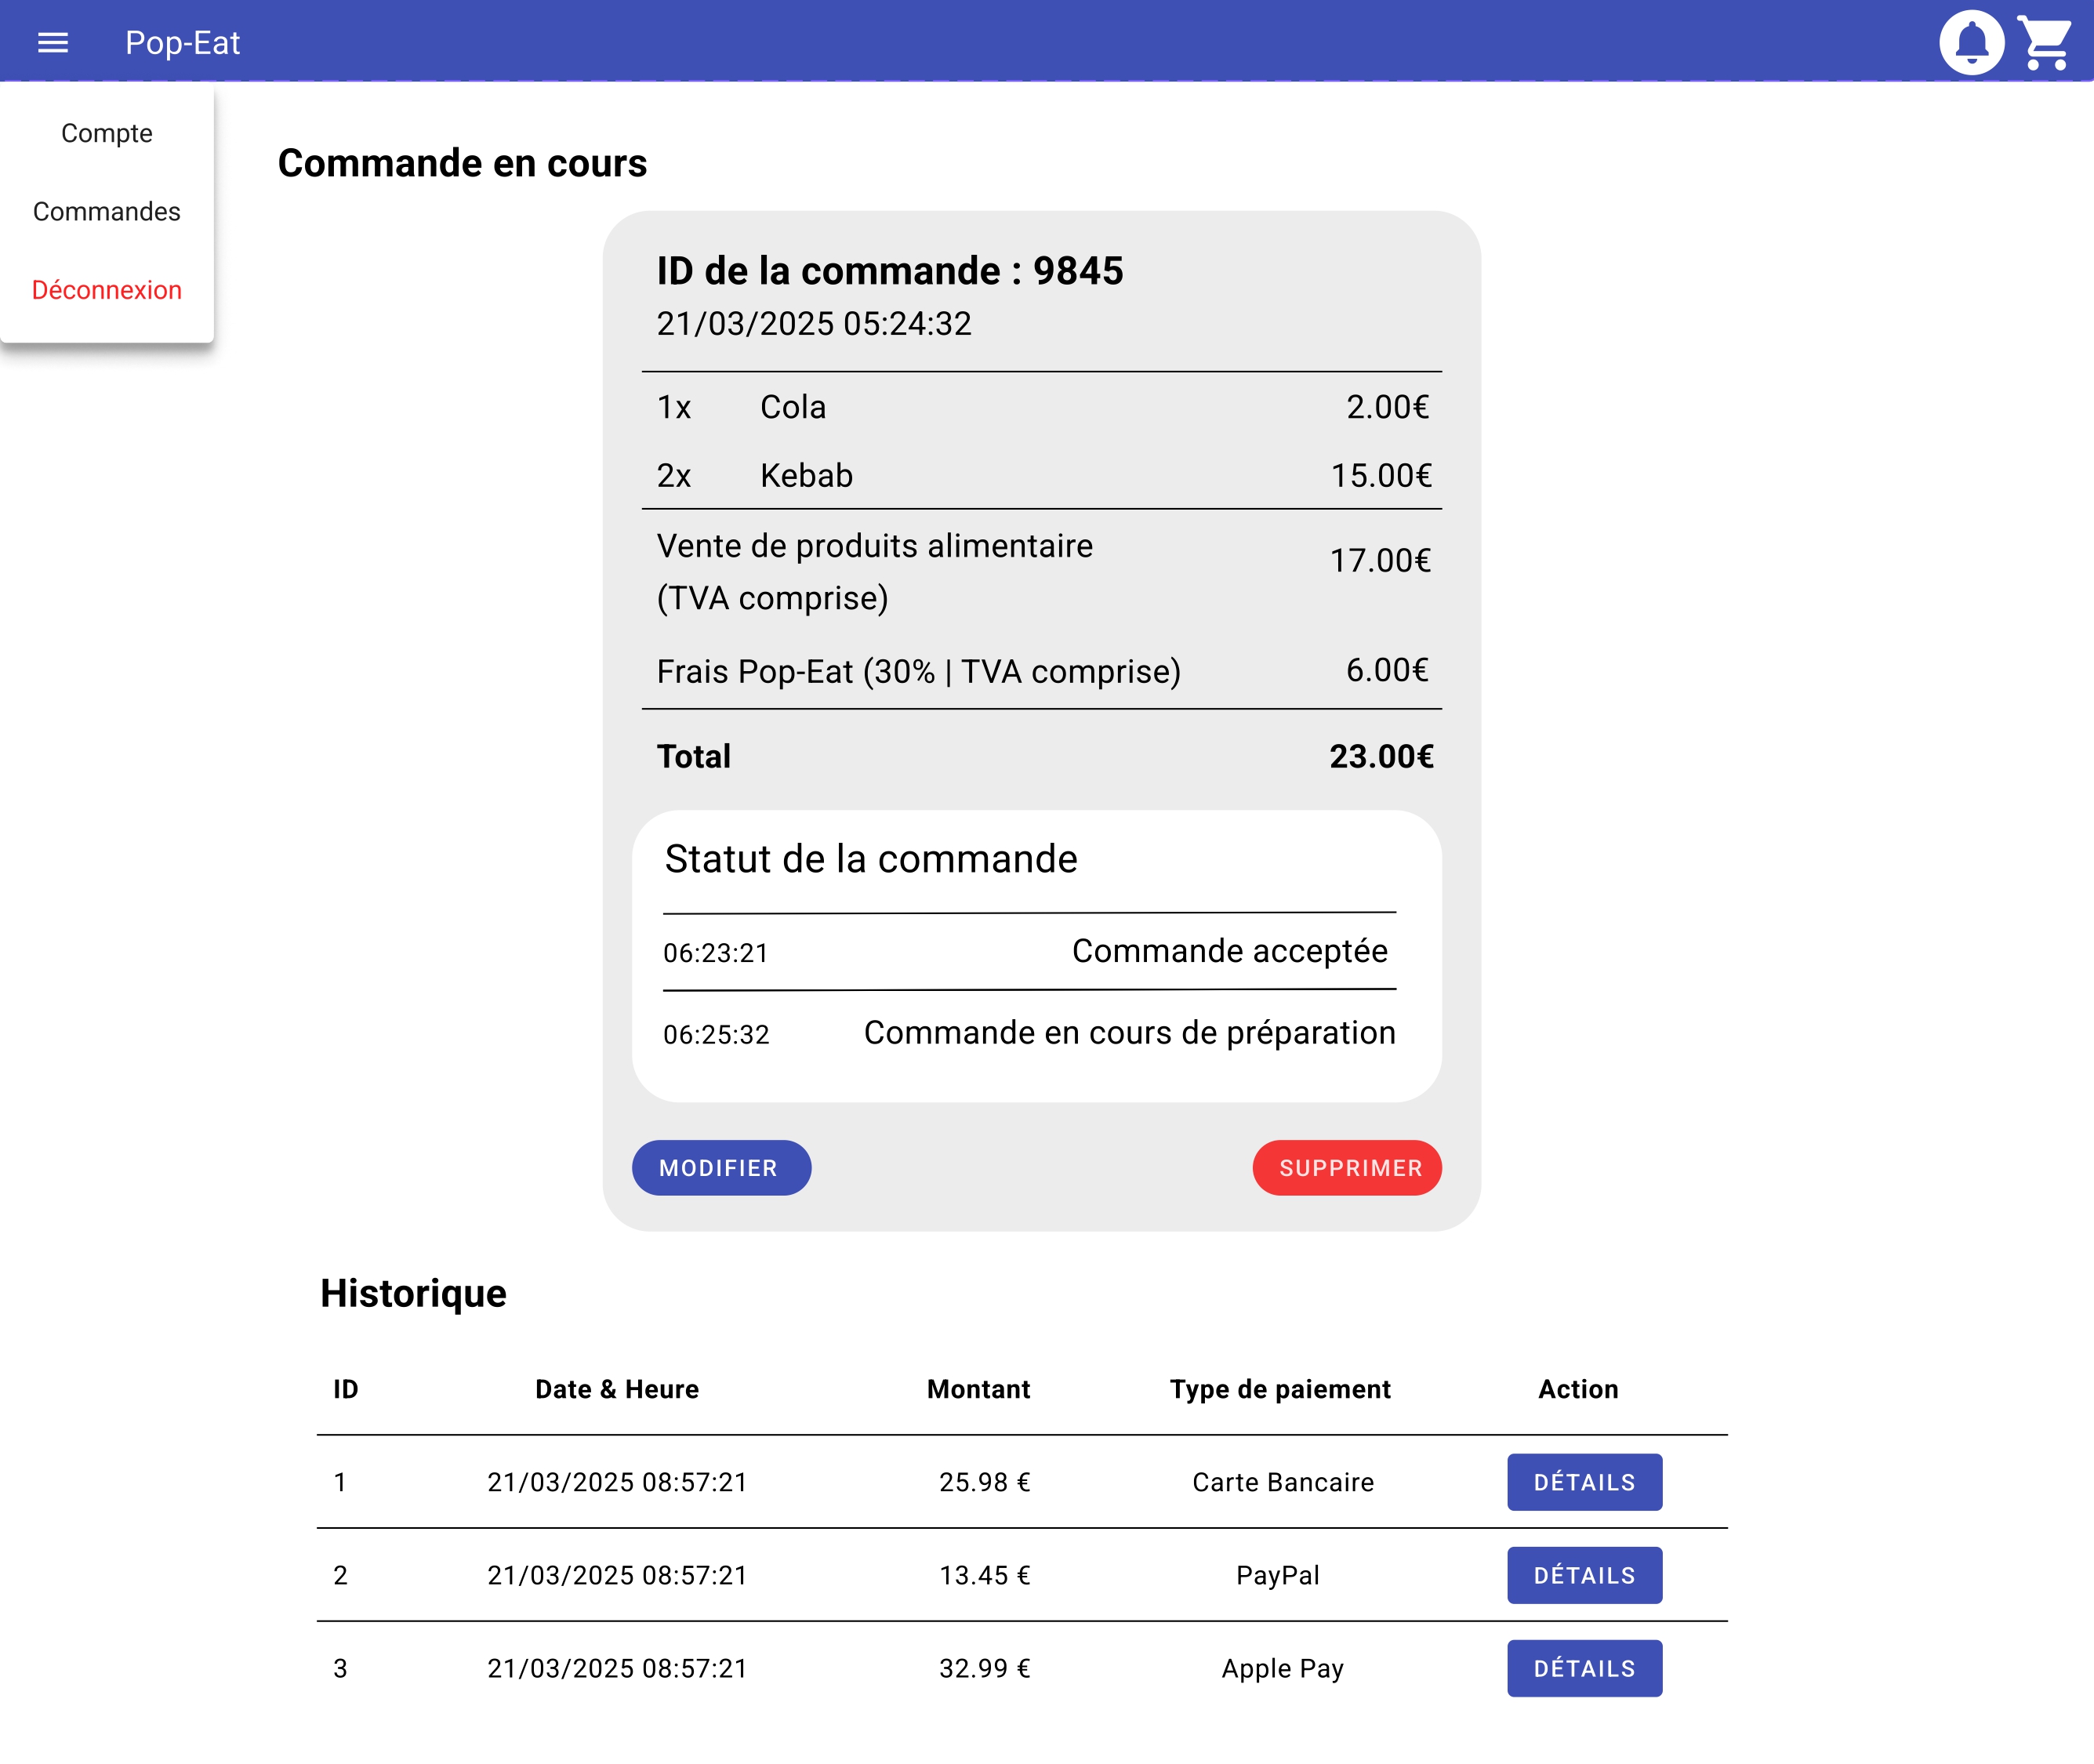 Pop-Eat
Compte
Commandes
Déconnexion
Commande en cours
ID de la commande : 9845
21/03/2025 05:24:32
1x Cola 2.00€
2x Kebab 15.00€
Vente de produits alimentaire
(TVA comprise) 17.00€
Frais Pop-Eat (30% | TVA comprise) 6.00€
Total 23.00€
Statut de la commande
06:23:21 Commande acceptée
06:25:32 Commande en cours de préparation
MODIFIER SUPPRIMER
Historique
ID Date & Heure Montant Type de paiement Action
1 21/03/2025 08:57:21 25.98 € Carte Bancaire DÉTAILS
2 21/03/2025 08:57:21 13.45 € PayPal DÉTAILS
3 21/03/2025 08:57:21 32.99 € Apple Pay DÉTAILS